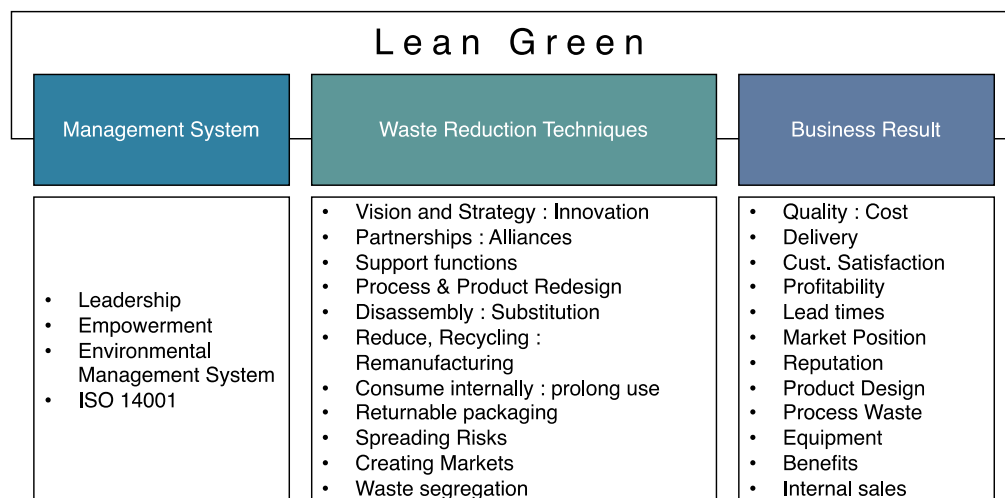 Lean Green
Management System
Waste Reduction Techniques
Business Result
• Leadership
• Empowerment
• Environmental
Management System
• ISO 14001
• Vision and Strategy : Innovation
• Partnerships : Alliances
• Support functions
• Process & Product Redesign
• Disassembly : Substitution
• Reduce, Recycling :
Remanufacturing
• Consume internally : prolong use
• Returnable packaging
• Spreading Risks
• Creating Markets
• Waste segregation
• Quality : Cost
• Delivery
• Cust. Satisfaction
• Profitability
• Lead times
• Market Position
• Reputation
• Product Design
• Process Waste
• Equipment
• Benefits
• Internal sales